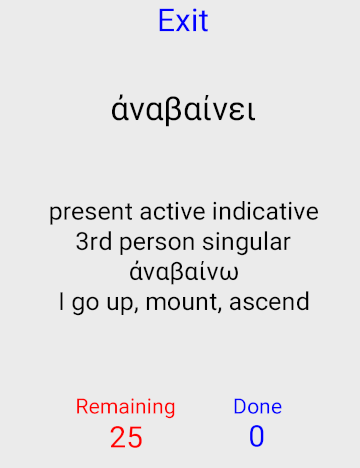 Exit
ἀναβαίνει
present active indicative
3rd person singular
ἀναβαίνω
I go up, mount, ascend
Remaining Done
25 0